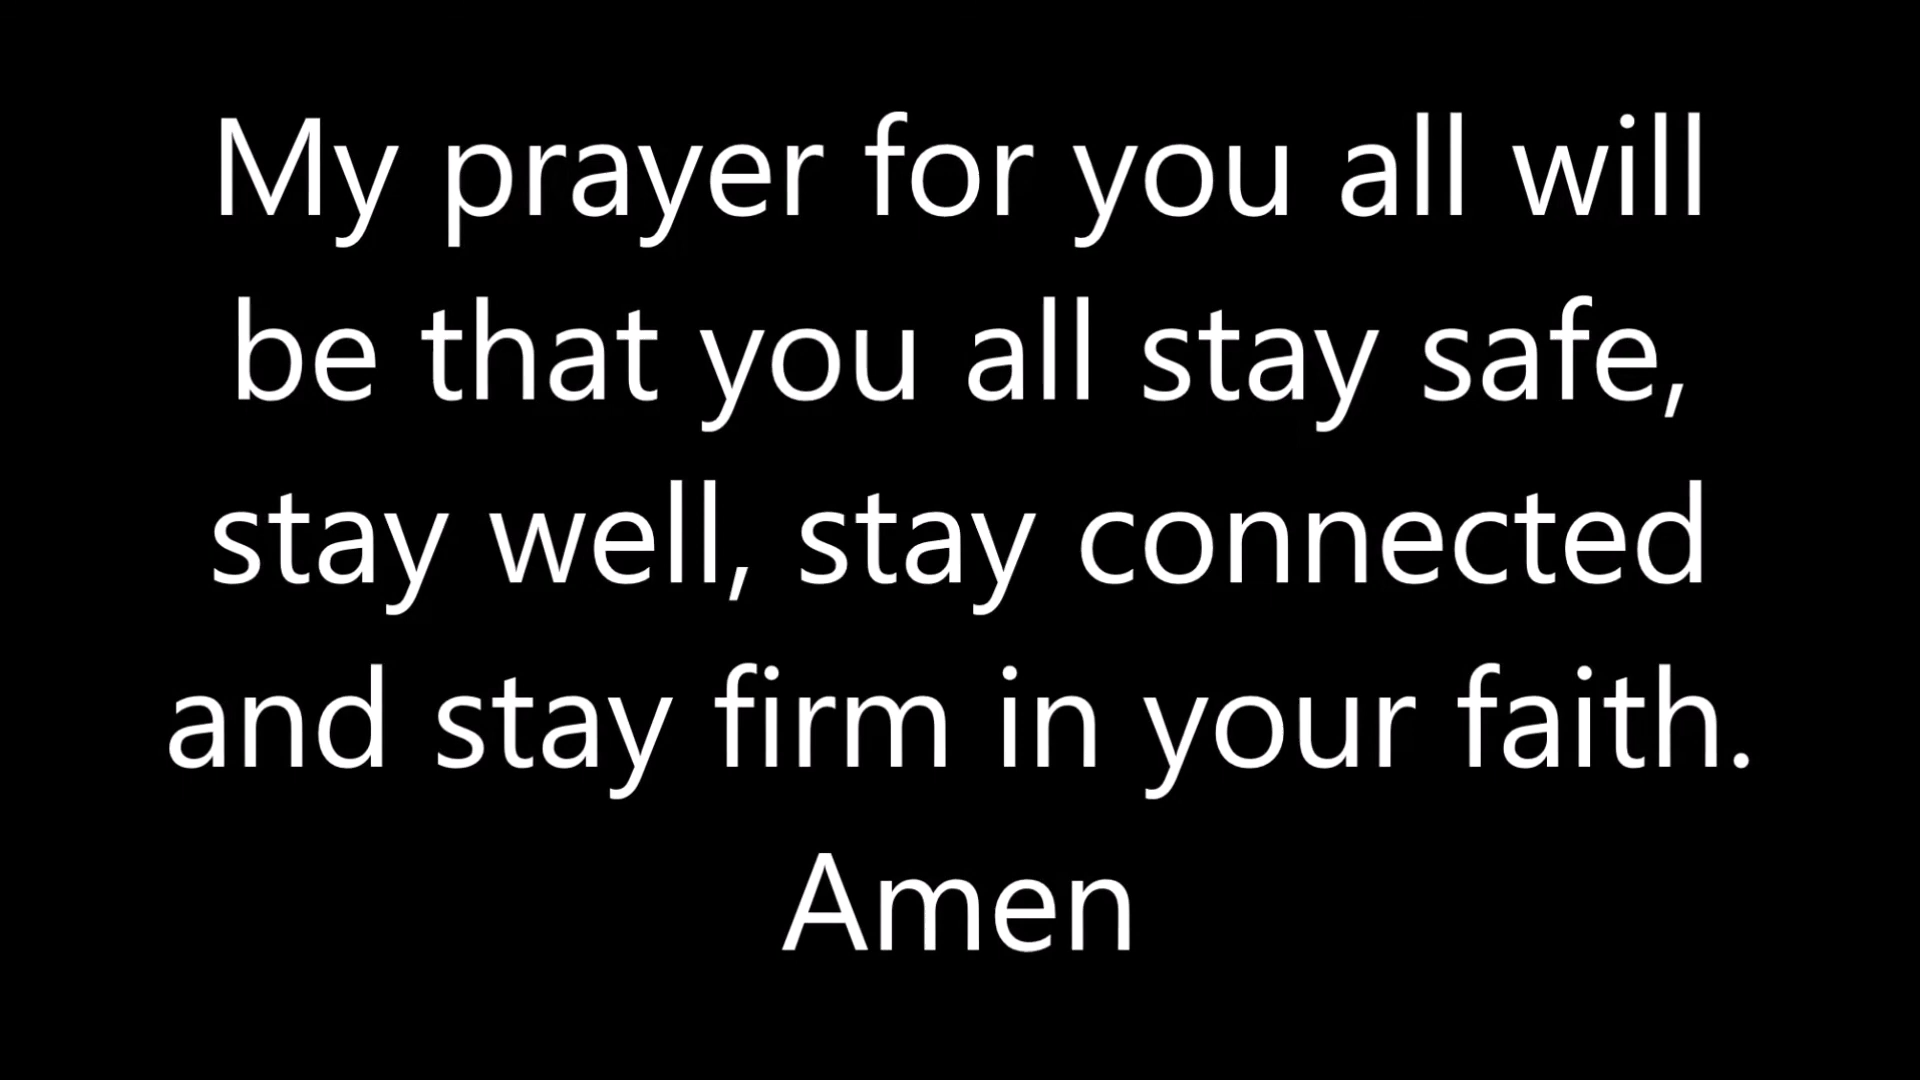 My prayer for you all will
be that you all stay safe,
stay well, stay connected
and stay firm in your faith.
Amen